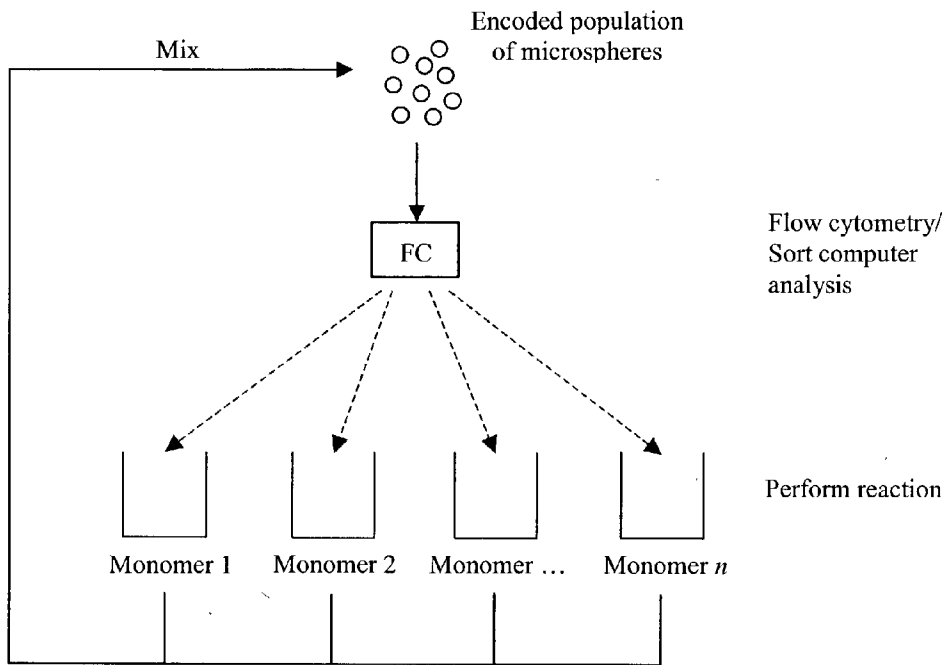 Encoded population
of microspheres
Mix
FC
Flow cytometry/
Sort computer
analysis
Perform reaction
Monomer 1
Monomer 2
Monomer …
Monomer n